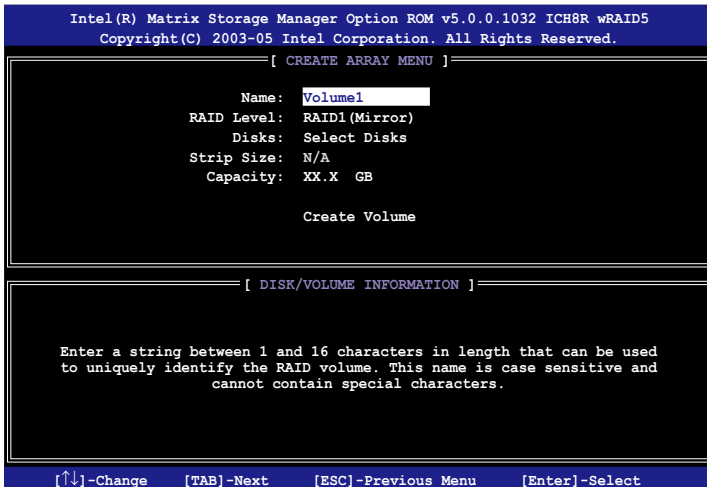 Intel(R) Matrix Storage Manager Option ROM v5.0.0.1032 ICH8R wRAID5
Copyright(C) 2003-05 Intel Corporation. All Rights Reserved.
[ CREATE ARRAY MENU ]
Name: Volume1
RAID Level: RAID1(Mirror)
Disks: Select Disks
Strip Size: N/A
Capacity: XX.X GB
Create Volume
[ DISK/VOLUME INFORMATION ]
Enter a string between 1 and 16 characters in length that can be used
to uniquely identify the RAID volume. This name is case sensitive and
cannot contain special characters.
[↑↓]-Change [TAB]-Next [ESC]-Previous Menu [Enter]-Select